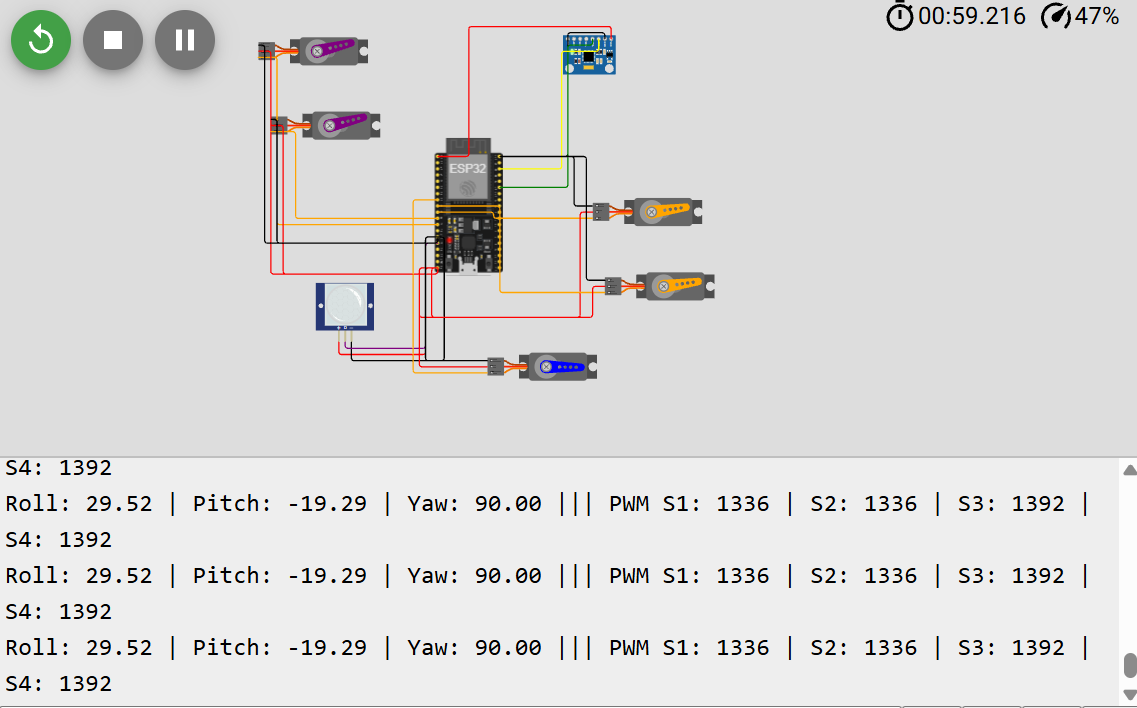 00:59.216 47%
ESP32
S4: 1392
Roll: 29.52 | Pitch: -19.29 | Yaw: 90.00 ||| PWM S1: 1336 | S2: 1336 | S3: 1392 |
S4: 1392
Roll: 29.52 | Pitch: -19.29 | Yaw: 90.00 ||| PWM S1: 1336 | S2: 1336 | S3: 1392 |
S4: 1392
Roll: 29.52 | Pitch: -19.29 | Yaw: 90.00 ||| PWM S1: 1336 | S2: 1336 | S3: 1392 |
S4: 1392